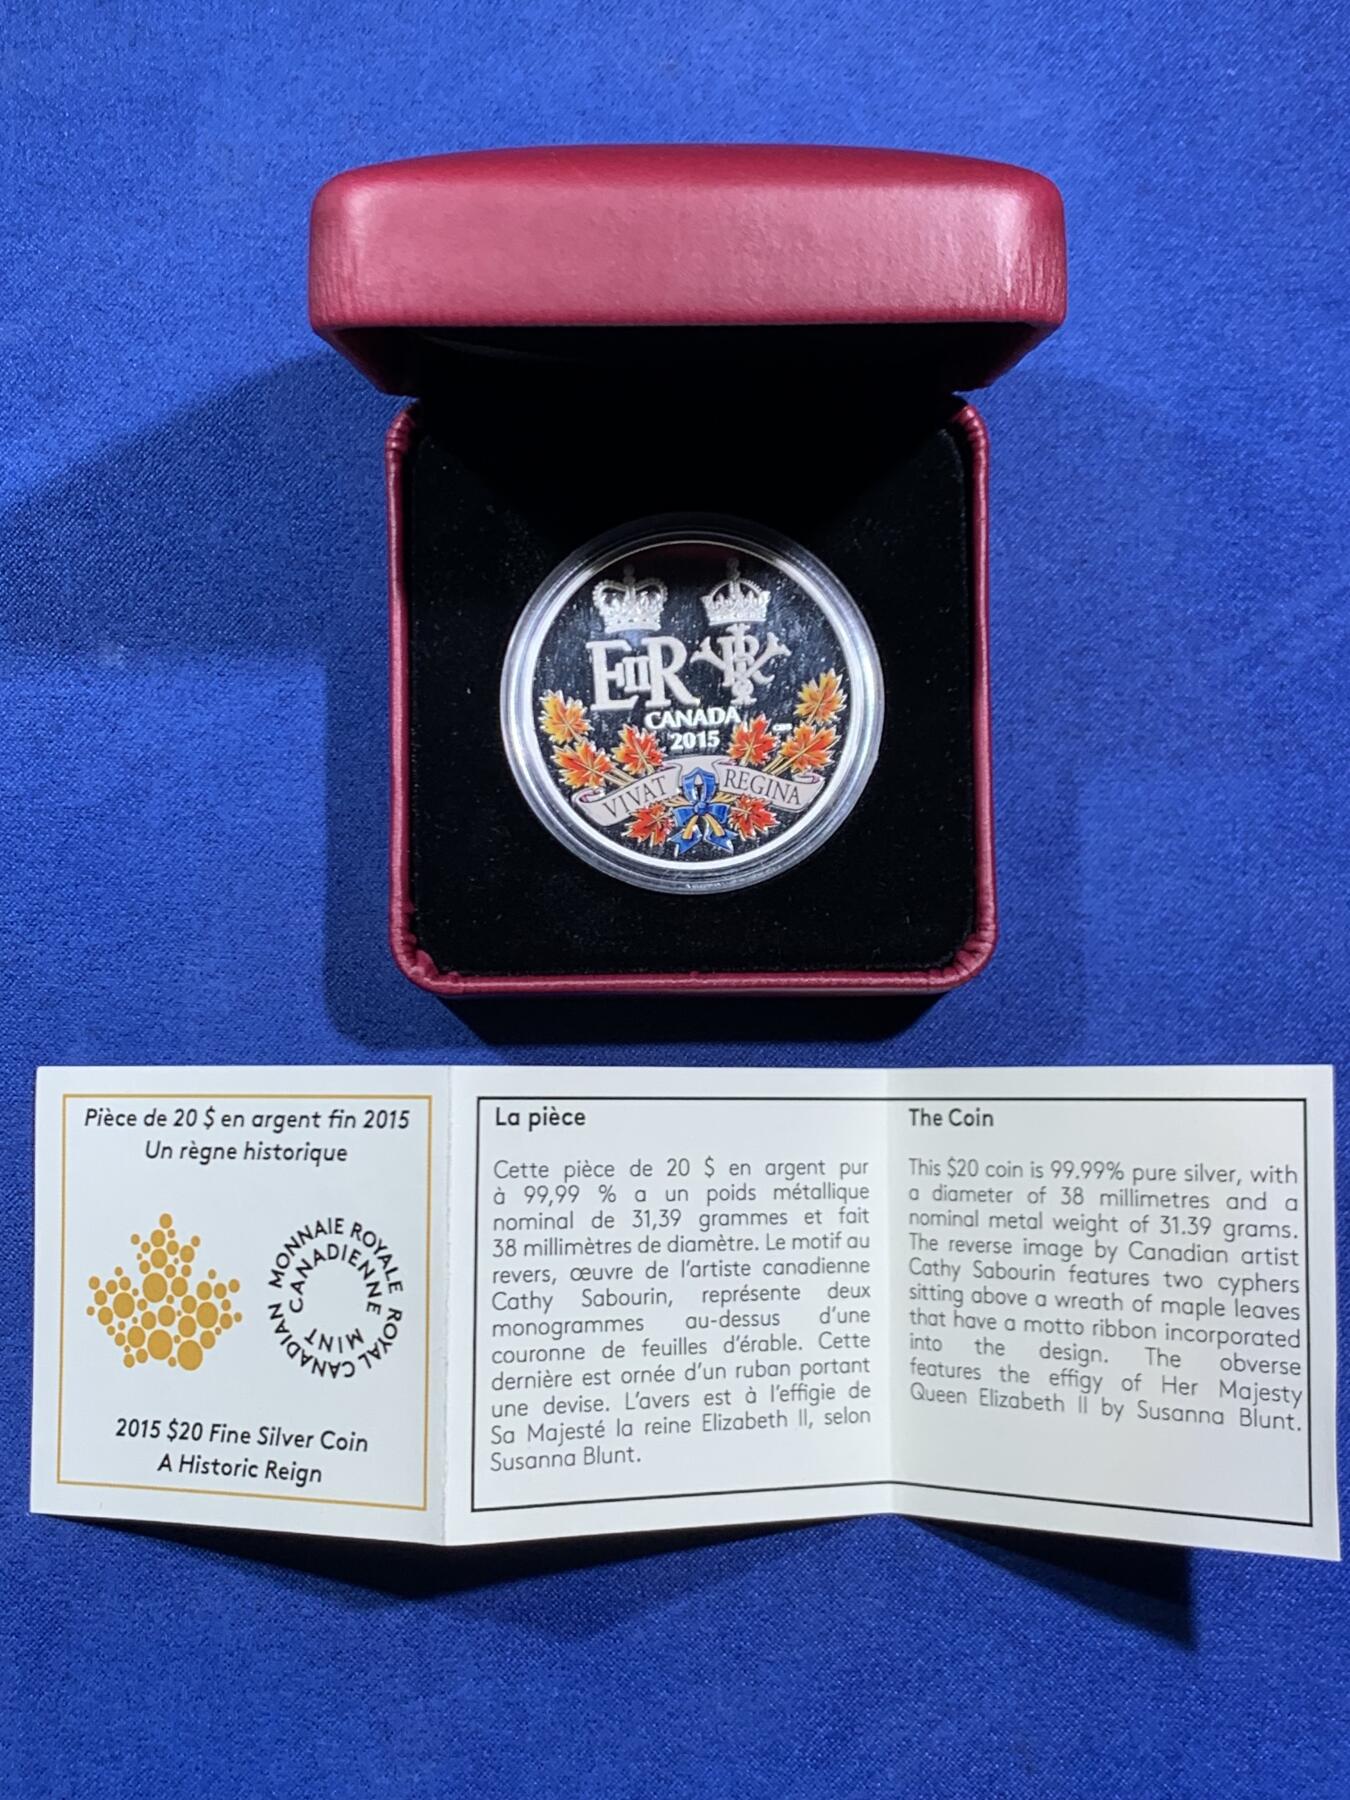 EIIR VRI
CANADA
2015
VIVAT REGINA
Pièce de 20 $ en argent fin 2015
Un règne historique
MONNAIE ROYALE CANADIENNE
ROYAL CANADIAN MINT
2015 $20 Fine Silver Coin
A Historic Reign
La pièce
Cette pièce de 20 $ en argent pur
à 99,99 % a un poids métallique
nominal de 31,39 grammes et fait
38 millimètres de diamètre. Le motif au
revers, œuvre de l'artiste canadienne
Cathy Sabourin, représente deux
monogrammes au-dessus d'une
couronne de feuilles d'érable. Cette
dernière est ornée d'un ruban portant
une devise. L'avers est à l'effigie de
Sa Majesté la reine Elizabeth II, selon
Susanna Blunt.
The Coin
This $20 coin is 99.99% pure silver, with
a diameter of 38 millimetres and a
nominal metal weight of 31.39 grams.
The reverse image by Canadian artist
Cathy Sabourin features two cyphers
sitting above a wreath of maple leaves
that have a motto ribbon incorporated
into the design. The obverse
features the effigy of Her Majesty
Queen Elizabeth II by Susanna Blunt.